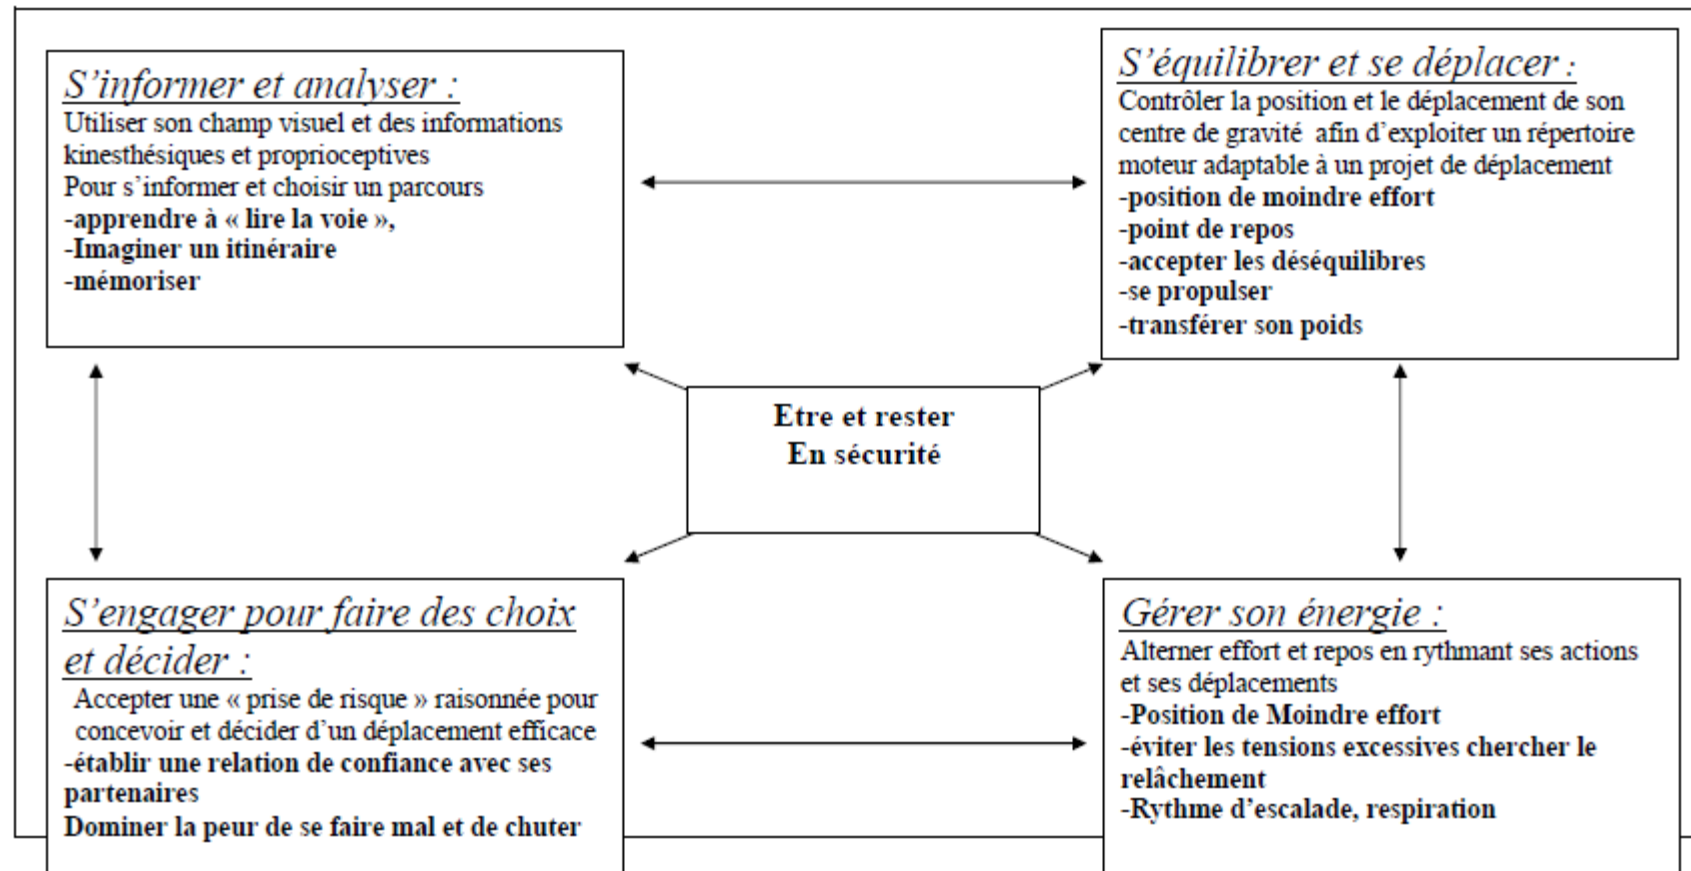 S’informer et analyser :
Utiliser son champ visuel et des informations
kinesthésiques et proprioceptives
Pour s’informer et choisir un parcours
-apprendre à « lire la voie »,
-Imaginer un itinéraire
-mémoriser
S’équilibrer et se déplacer :
Contrôler la position et le déplacement de son
centre de gravité afin d’exploiter un répertoire
moteur adaptable à un projet de déplacement
-position de moindre effort
-point de repos
-accepter les déséquilibres
-se propulser
-transférer son poids
Etre et rester
En sécurité
S’engager pour faire des choix
et décider :
Accepter une « prise de risque » raisonnée pour
concevoir et décider d’un déplacement efficace
-établir une relation de confiance avec ses
partenaires
Dominer la peur de se faire mal et de chuter
Gérer son énergie :
Alterner effort et repos en rythmant ses actions
et ses déplacements
-Position de Moindre effort
-éviter les tensions excessives chercher le
relâchement
-Rythme d’escalade, respiration